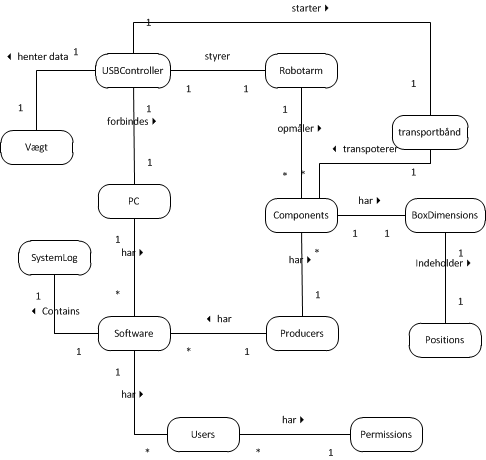 starter ►
1
◄ henter data
1
styrer
USBController
Robotarm
1
1
1
1
1
1
forbindes ►
opmåler ►
transportbånd
Vægt
◄ transpoterer
1
*
*
1
PC
har ►
Components
BoxDimensions
1
1
1
har ►
*
har ►
1
Indeholder ►
SystemLog
1
*
1
1
◄ Contains
◄ har
Software
Producers
Positions
1
*
1
1
har ►
har ►
Users
Permissions
*
*
1